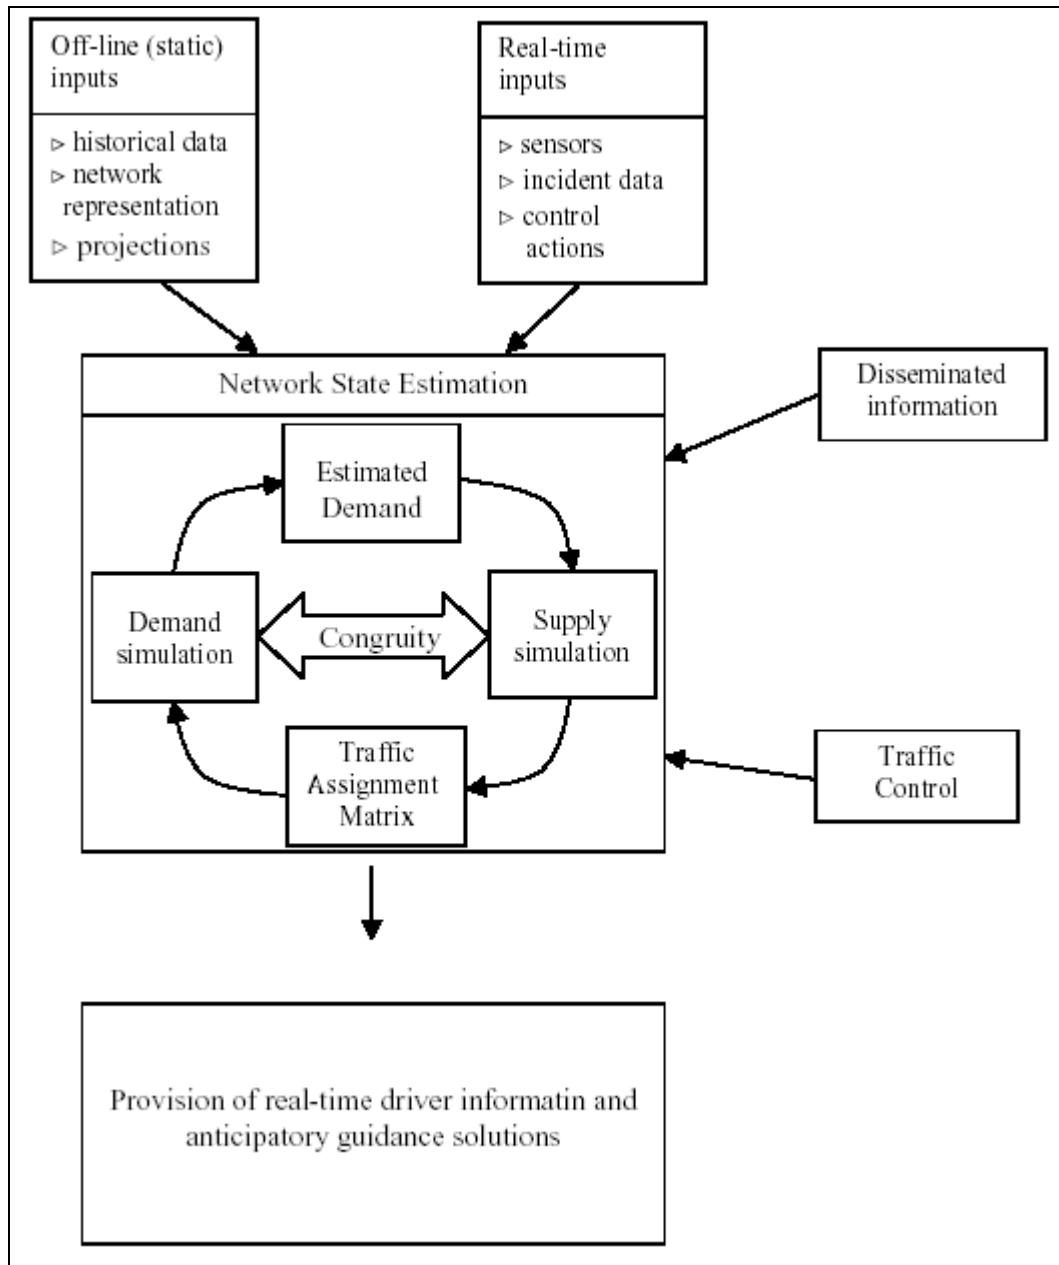 Off-line (static)
inputs
▷ historical data
▷ network
representation
▷ projections
Real-time
inputs
▷ sensors
▷ incident data
▷ control
actions
Network State Estimation
Disseminated
information
Estimated
Demand
Demand
simulation
Congruity
Supply
simulation
Traffic
Assignment
Matrix
Traffic
Control
Provision of real-time driver informatin and
anticipatory guidance solutions